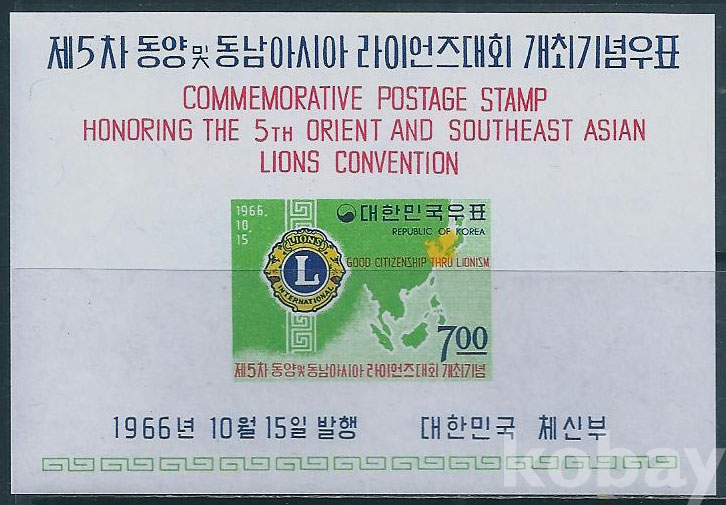 제5차 동양 및 동남아시아 라이언즈대회 개최기념우표
COMMEMORATIVE POSTAGE STAMP
HONORING THE 5TH ORIENT AND SOUTHEAST ASIAN
LIONS CONVENTION
1966.
10.
15
대한민국우표
REPUBLIC OF KOREA
GOOD CITIZENSHIP THRU LIONISM
LIONS
L
INTERNATIONAL
7.00
제5차 동양및동남아시아 라이언즈대회 개최기념
1966년 10월 15일 발행 대한민국 체신부
kobay